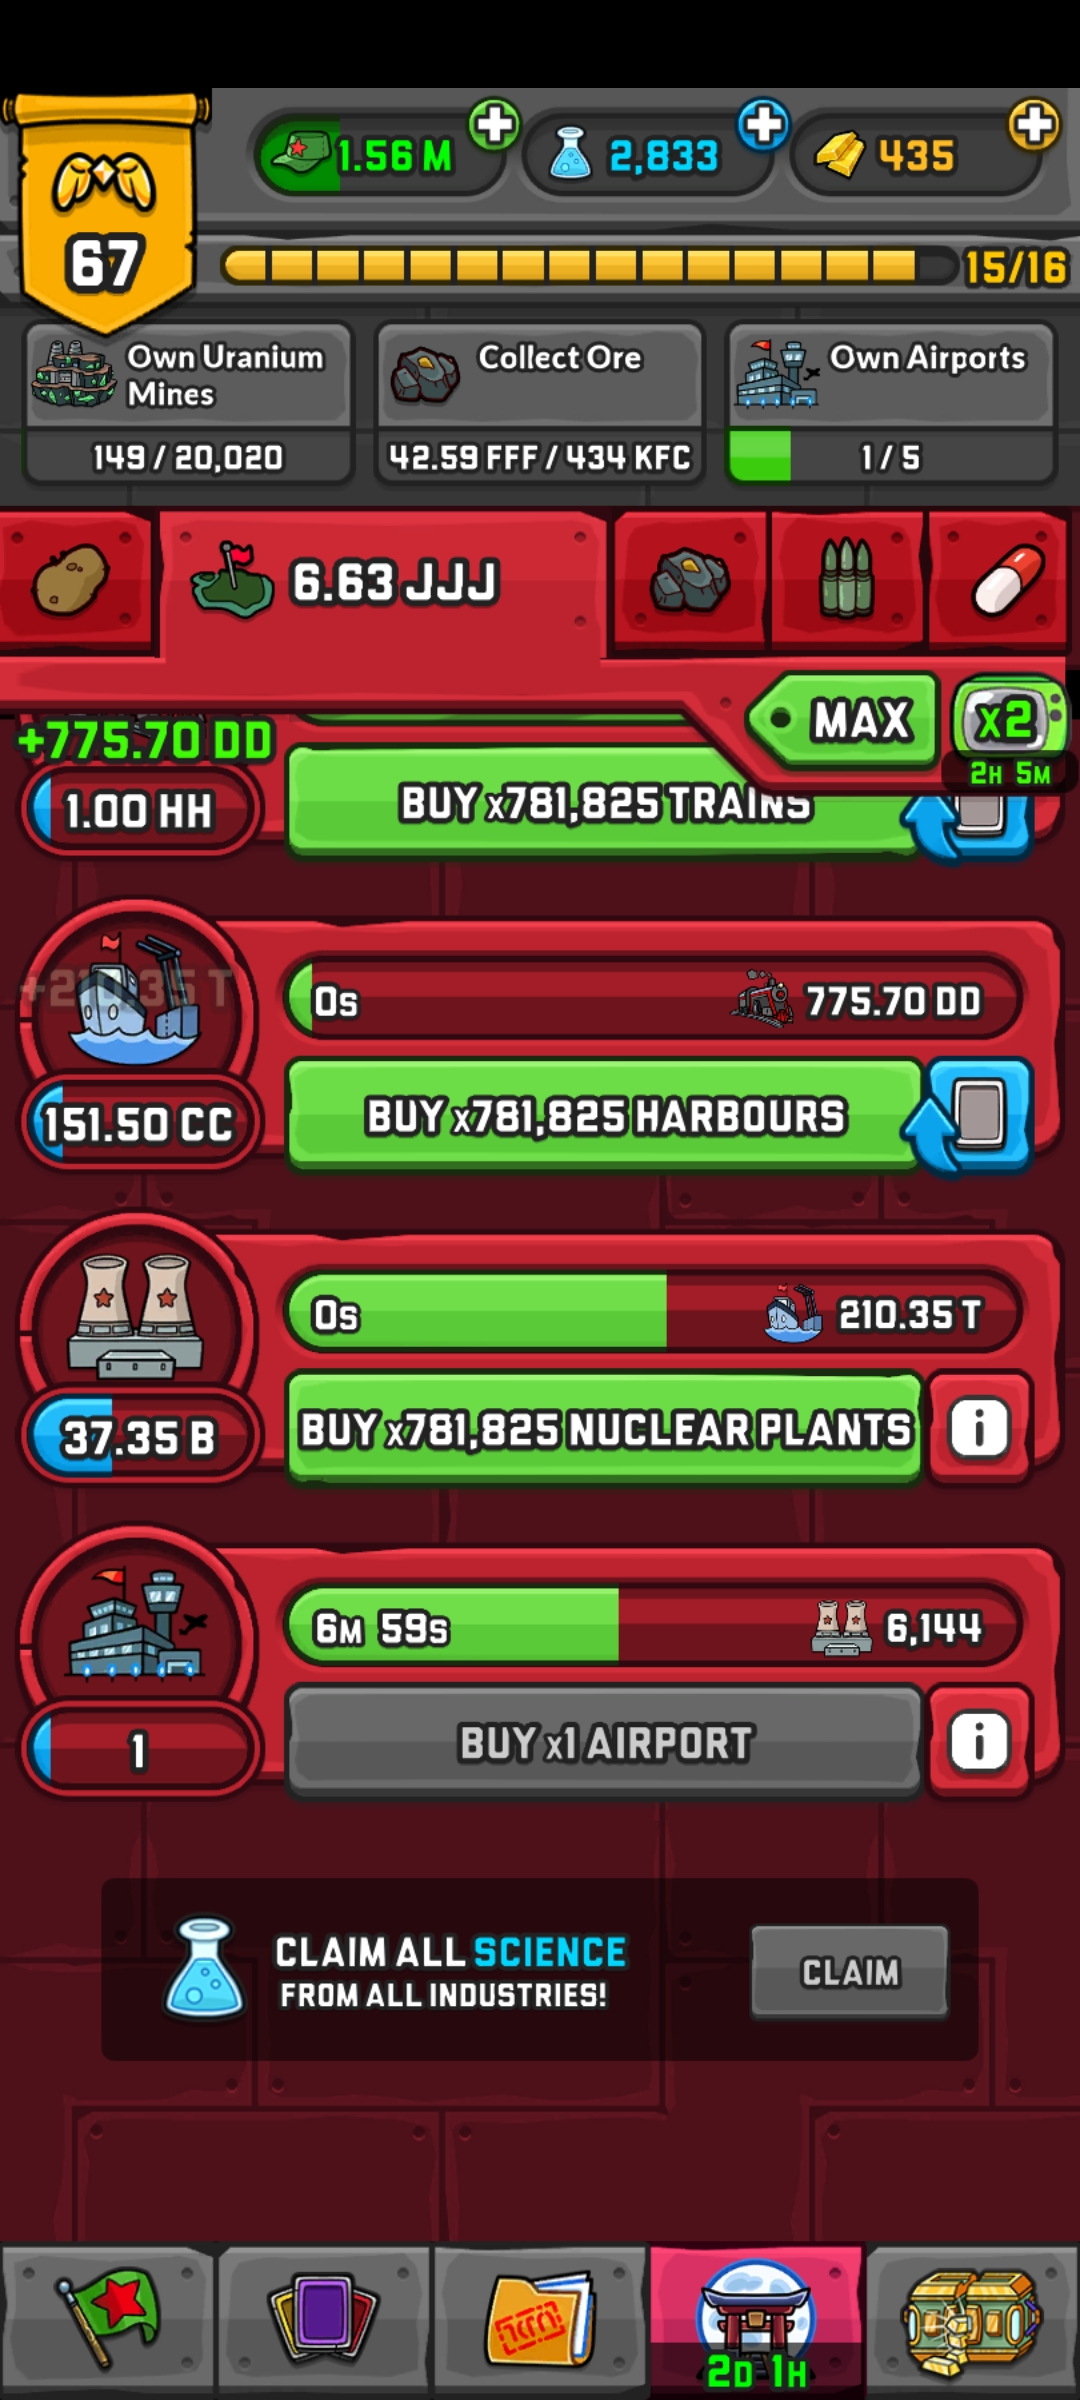 1.56 M
2,833
435
67
15/16
Own Uranium
Mines
149 / 20,020
Collect Ore
42.59 FFF / 434 KFC
Own Airports
1 / 5
6.63 JJJ
MAX
x2
2H 5M
+775.70 DD
1.00 HH
BUY x781,825 TRAINS
+210.35 T
0s
775.70 DD
151.50 CC
BUY x781,825 HARBOURS
0s
210.35 T
37.35 B
BUY x781,825 NUCLEAR PLANTS
i
6M 59s
6,144
1
BUY x1 AIRPORT
i
CLAIM ALL SCIENCE
FROM ALL INDUSTRIES!
CLAIM
2D 1H